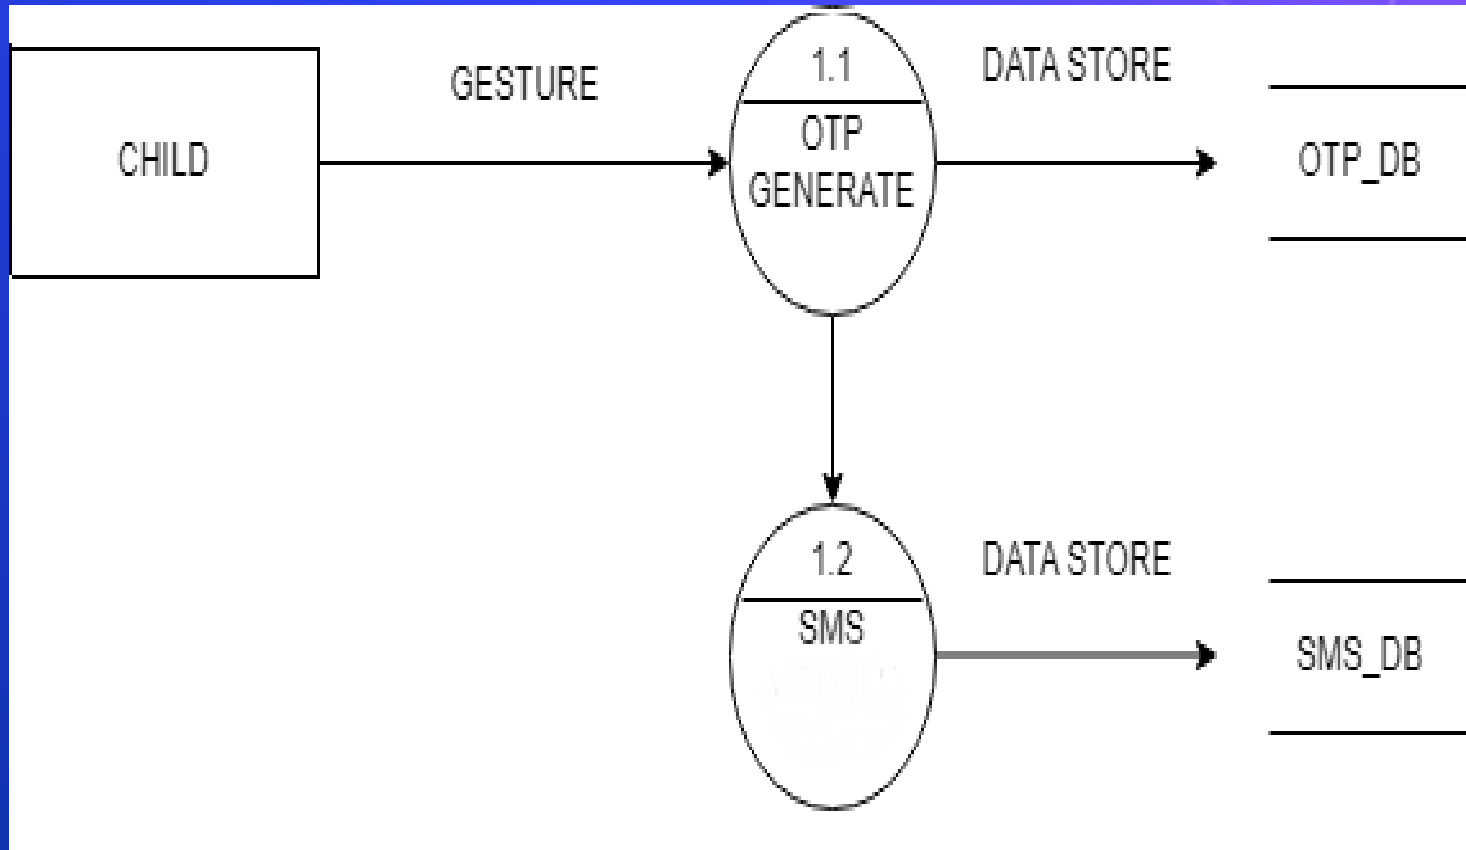 GESTURE
CHILD
1.1
OTP
GENERATE
DATA STORE
OTP_DB
1.2
SMS
DATA STORE
SMS_DB